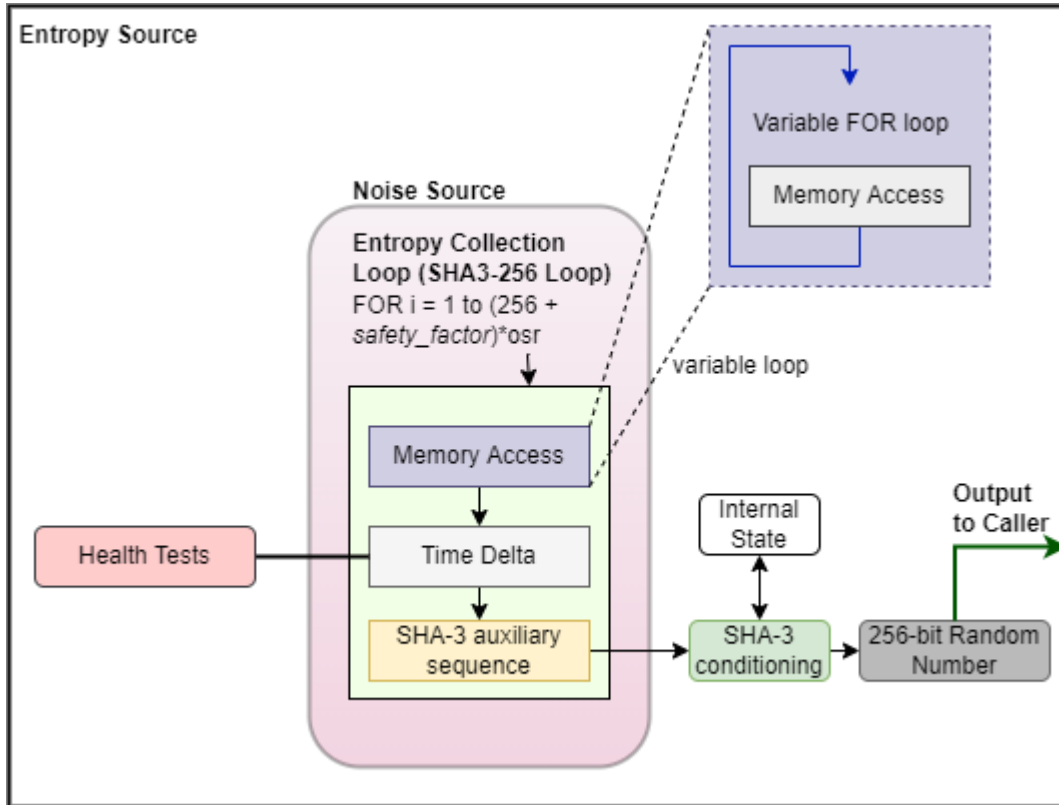 Entropy Source
Variable FOR loop
Memory Access
Noise Source
Entropy Collection
Loop (SHA3-256 Loop)
FOR i = 1 to (256 +
safety_factor)*osr
variable loop
Memory Access
Health Tests
Time Delta
SHA-3 auxiliary
sequence
Internal
State
SHA-3
conditioning
Output
to Caller
256-bit Random
Number